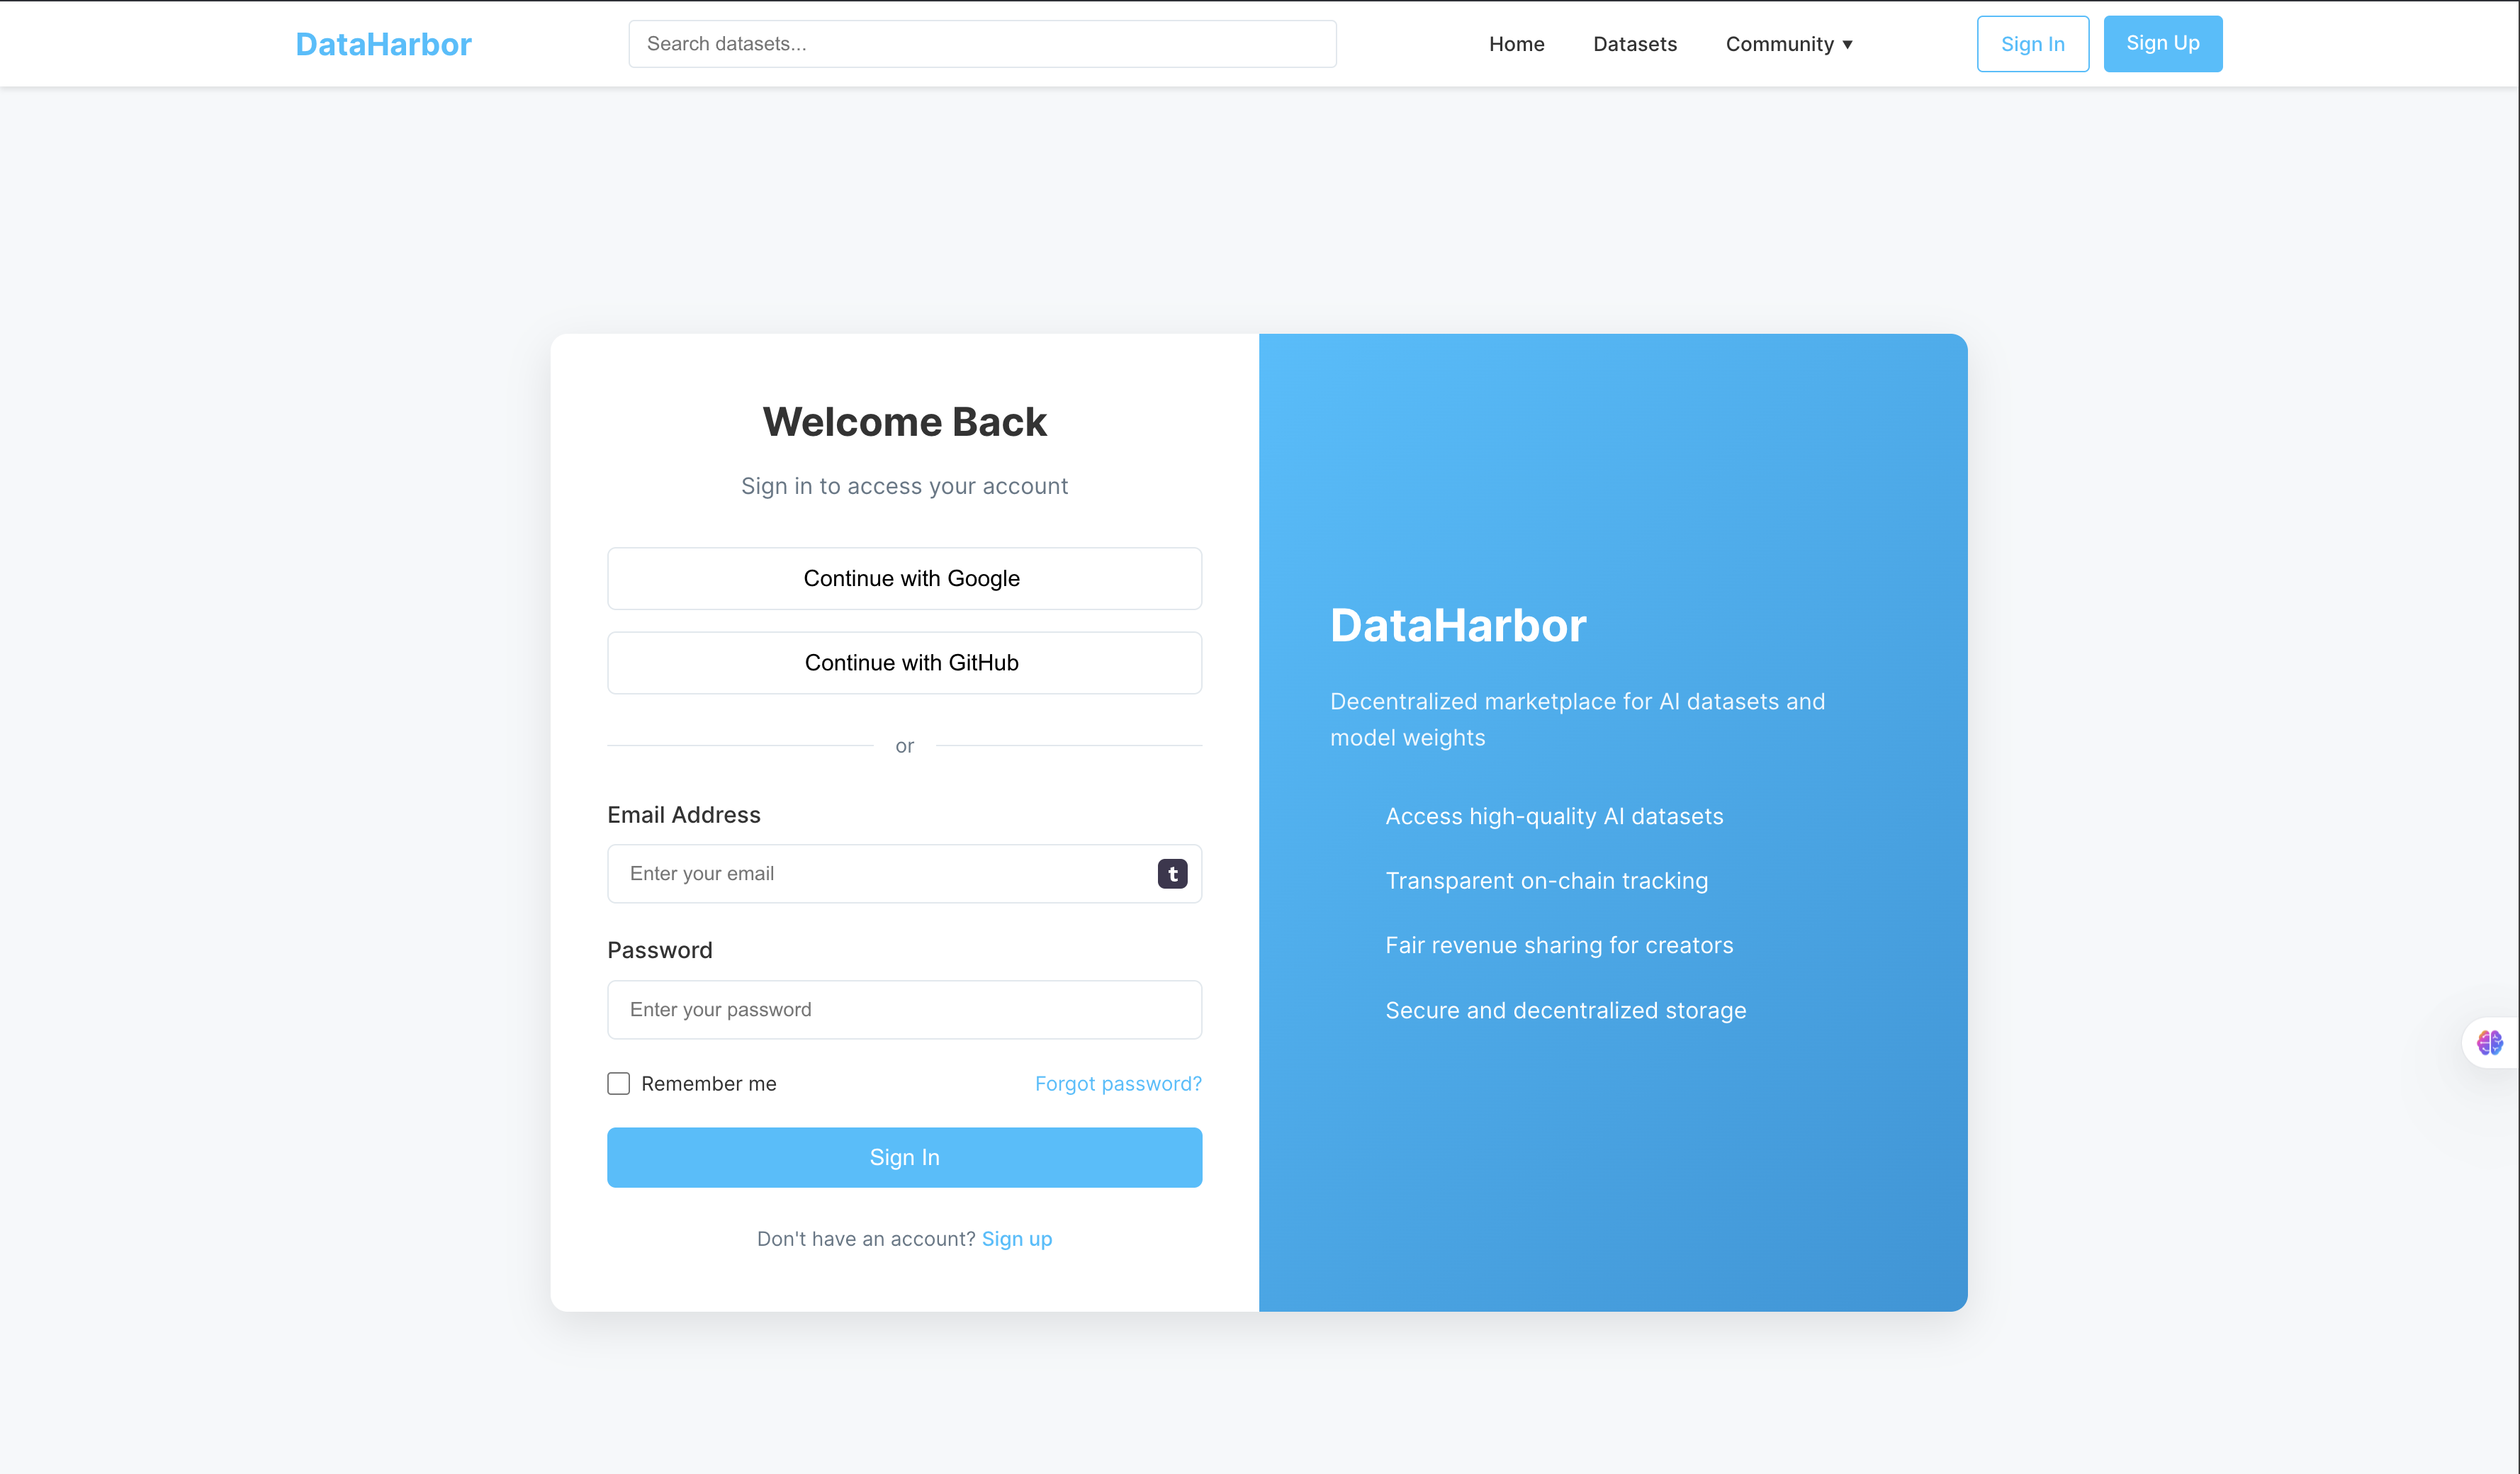 DataHarbor
Search datasets...
Home
Datasets
Community ▼
Sign In
Sign Up
Welcome Back
Sign in to access your account
Continue with Google
Continue with GitHub
or
Email Address
Enter your email
t
Password
Enter your password
Remember me
Forgot password?
Sign In
Don't have an account? Sign up
DataHarbor
Decentralized marketplace for AI datasets and
model weights
Access high-quality AI datasets
Transparent on-chain tracking
Fair revenue sharing for creators
Secure and decentralized storage